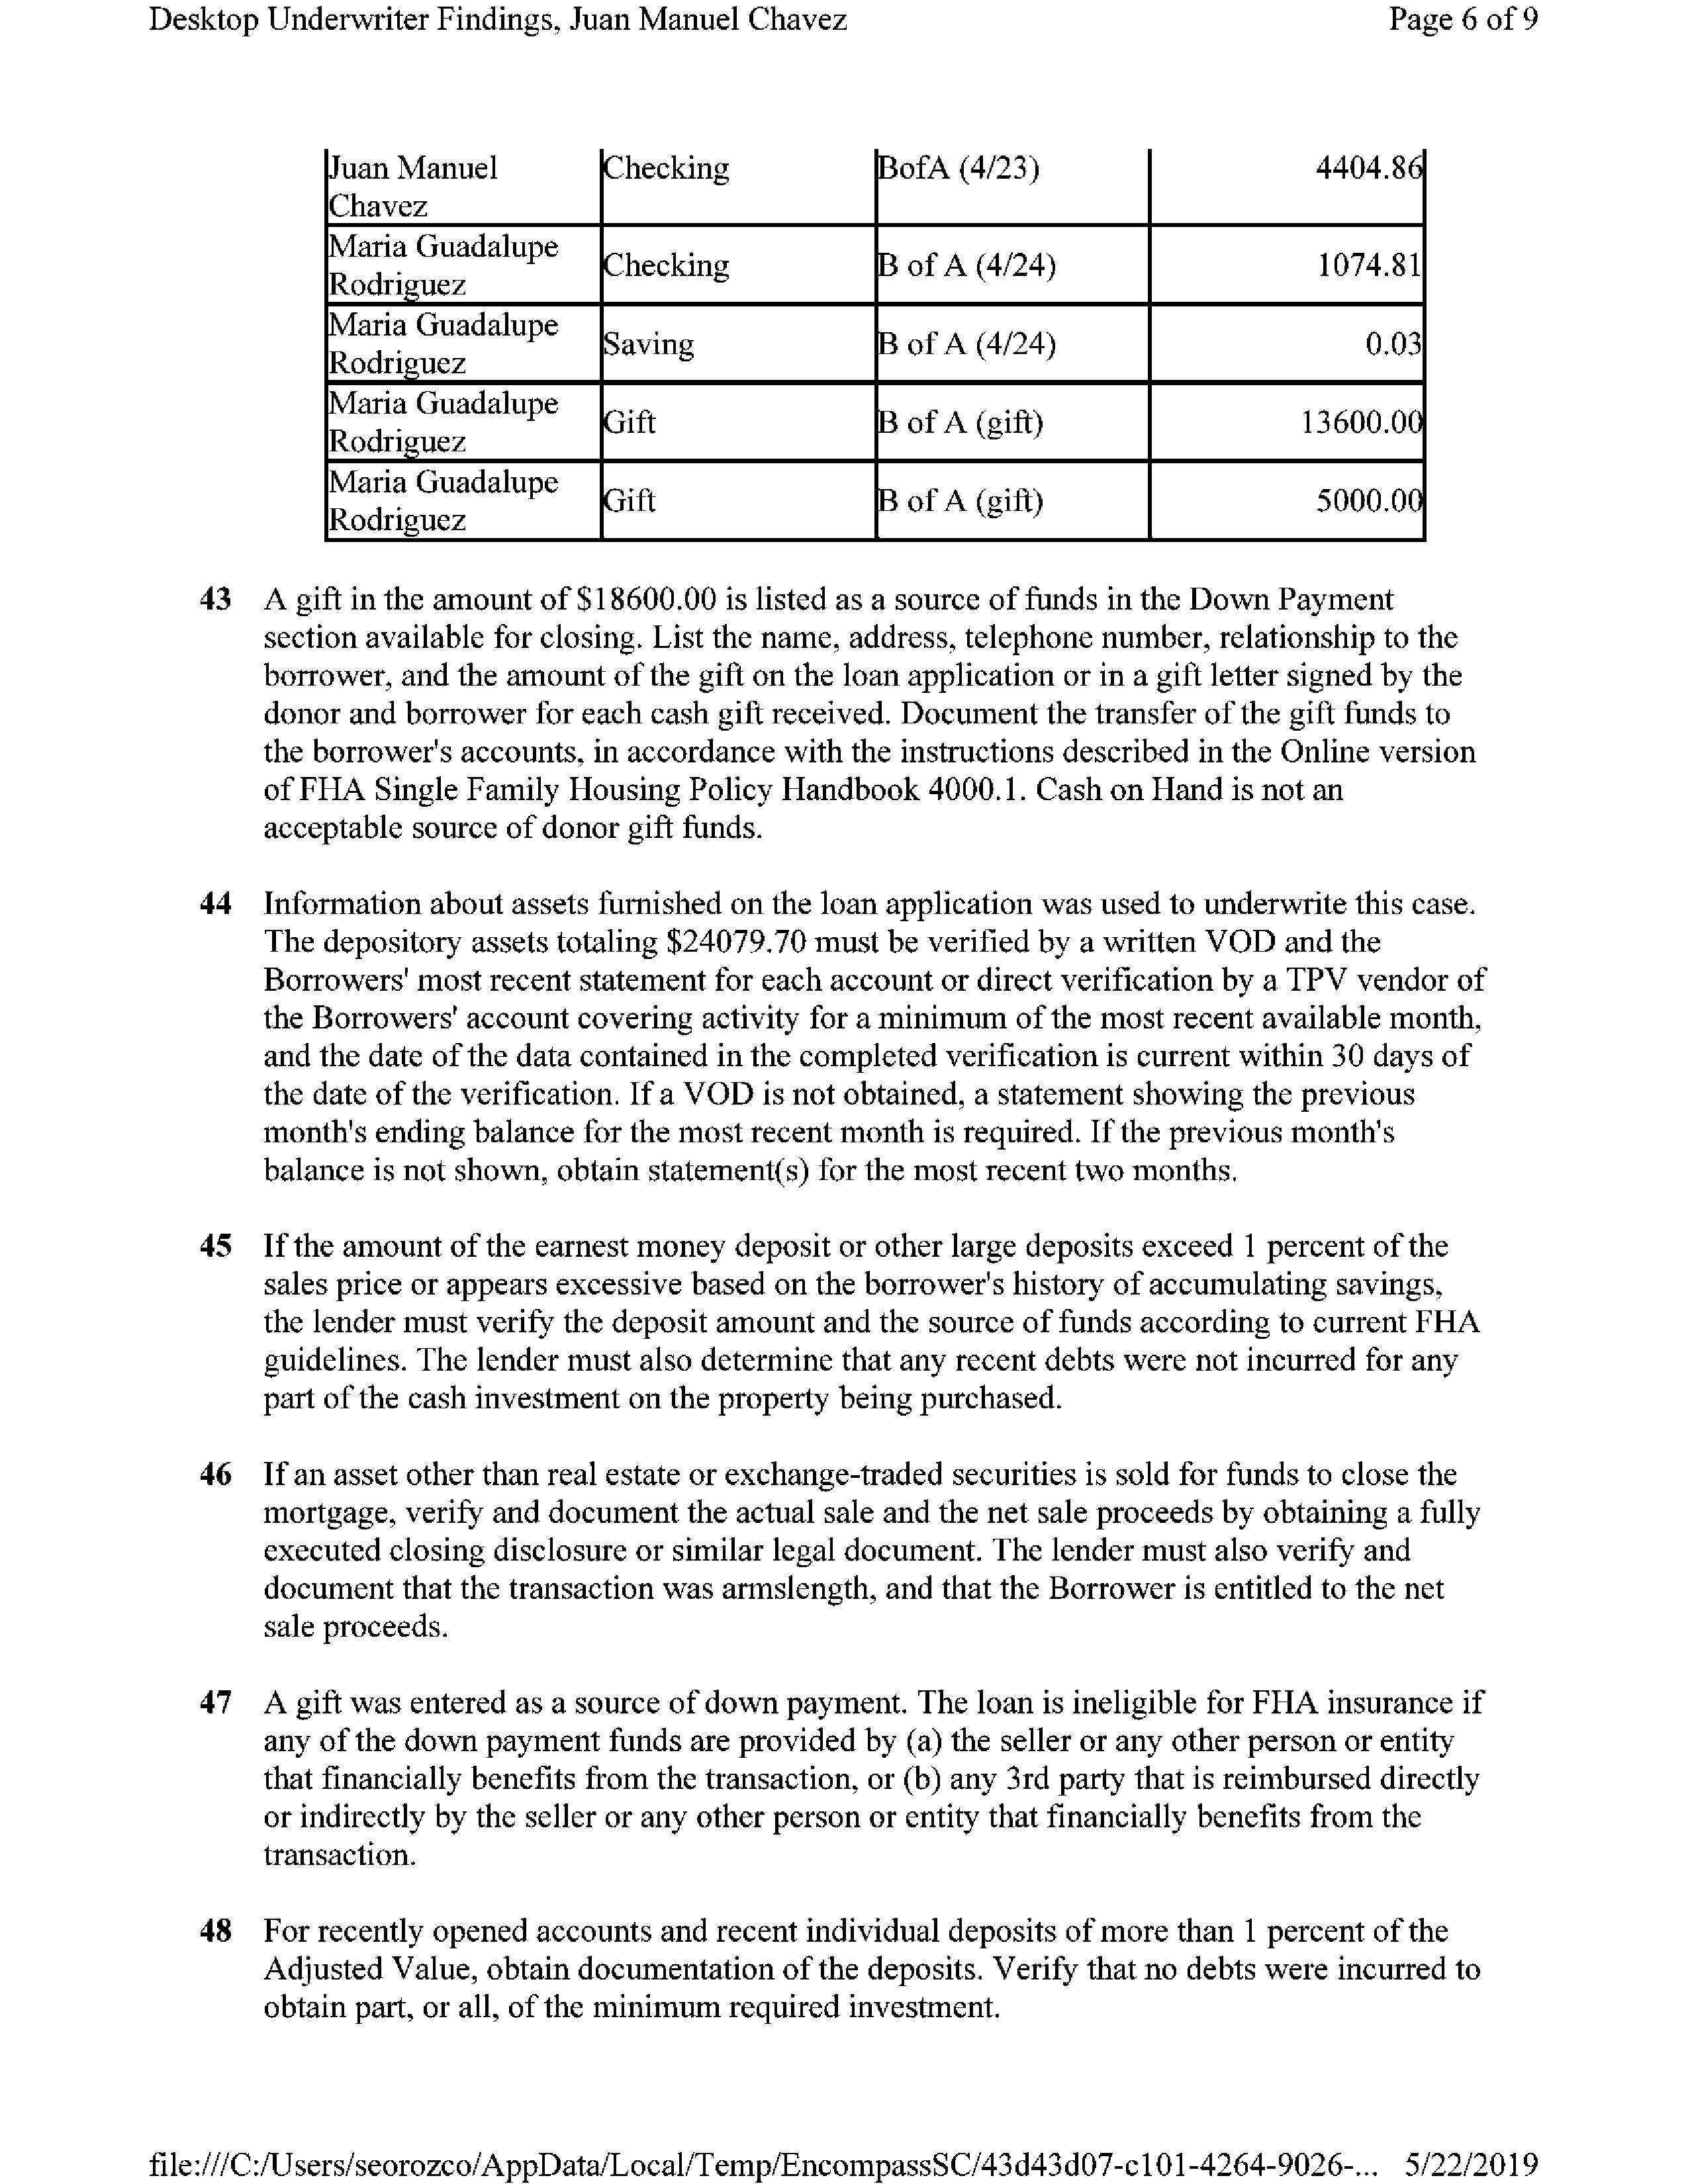 Desktop Underwriter Findings, Juan Manuel Chavez Page 6 of 9
Juan Manuel Chavez Checking BofA (4/23) 4404.86
Maria Guadalupe Rodriguez Checking B of A (4/24) 1074.81
Maria Guadalupe Rodriguez Saving B of A (4/24) 0.03
Maria Guadalupe Rodriguez Gift B of A (gift) 13600.00
Maria Guadalupe Rodriguez Gift B of A (gift) 5000.00
43 A gift in the amount of $18600.00 is listed as a source of funds in the Down Payment
section available for closing. List the name, address, telephone number, relationship to the
borrower, and the amount of the gift on the loan application or in a gift letter signed by the
donor and borrower for each cash gift received. Document the transfer of the gift funds to
the borrower's accounts, in accordance with the instructions described in the Online version
of FHA Single Family Housing Policy Handbook 4000.1. Cash on Hand is not an
acceptable source of donor gift funds.
44 Information about assets furnished on the loan application was used to underwrite this case.
The depository assets totaling $24079.70 must be verified by a written VOD and the
Borrowers' most recent statement for each account or direct verification by a TPV vendor of
the Borrowers' account covering activity for a minimum of the most recent available month,
and the date of the data contained in the completed verification is current within 30 days of
the date of the verification. If a VOD is not obtained, a statement showing the previous
month's ending balance for the most recent month is required. If the previous month's
balance is not shown, obtain statement(s) for the most recent two months.
45 If the amount of the earnest money deposit or other large deposits exceed 1 percent of the
sales price or appears excessive based on the borrower's history of accumulating savings,
the lender must verify the deposit amount and the source of funds according to current FHA
guidelines. The lender must also determine that any recent debts were not incurred for any
part of the cash investment on the property being purchased.
46 If an asset other than real estate or exchange-traded securities is sold for funds to close the
mortgage, verify and document the actual sale and the net sale proceeds by obtaining a fully
executed closing disclosure or similar legal document. The lender must also verify and
document that the transaction was armslength, and that the Borrower is entitled to the net
sale proceeds.
47 A gift was entered as a source of down payment. The loan is ineligible for FHA insurance if
any of the down payment funds are provided by (a) the seller or any other person or entity
that financially benefits from the transaction, or (b) any 3rd party that is reimbursed directly
or indirectly by the seller or any other person or entity that financially benefits from the
transaction.
48 For recently opened accounts and recent individual deposits of more than 1 percent of the
Adjusted Value, obtain documentation of the deposits. Verify that no debts were incurred to
obtain part, or all, of the minimum required investment.
file:///C:/Users/seorozco/AppData/Local/Temp/EncompassSC/43d43d07-c101-4264-9026-... 5/22/2019